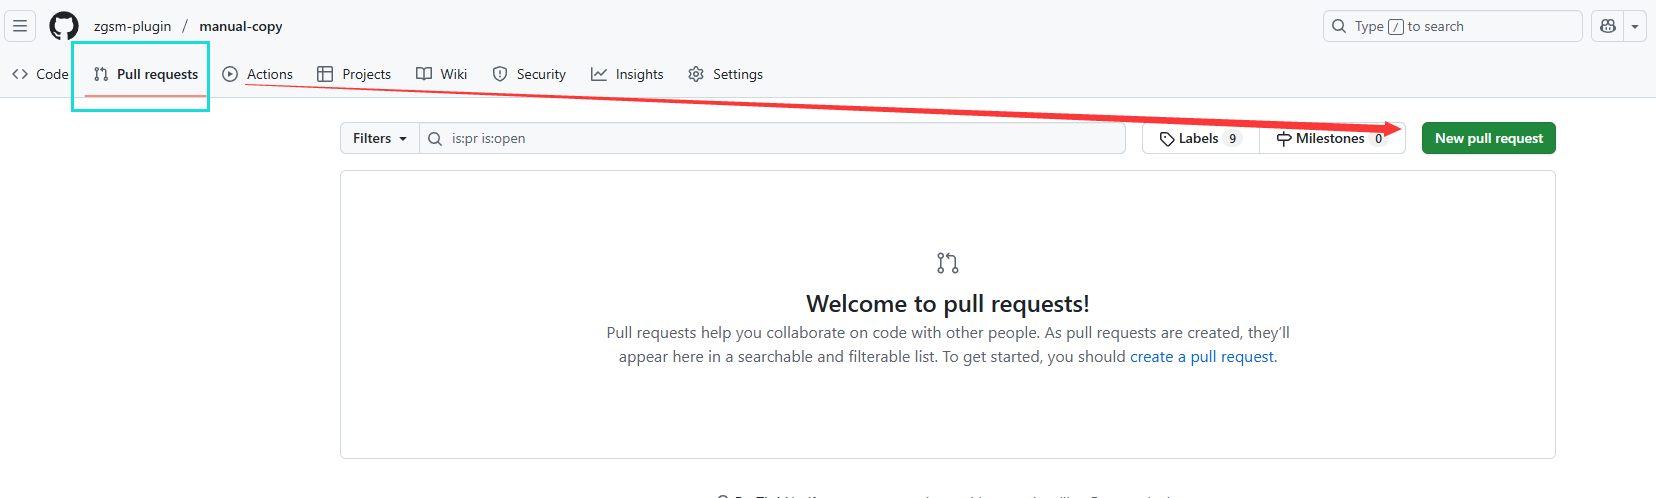 zgsm-plugin / manual-copy
Type / to search
Code
Pull requests
Actions
Projects
Wiki
Security
Insights
Settings
Filters
is:pr is:open
Labels 9
Milestones 0
New pull request
Welcome to pull requests!
Pull requests help you collaborate on code with other people. As pull requests are created, they’ll
appear here in a searchable and filterable list. To get started, you should create a pull request.